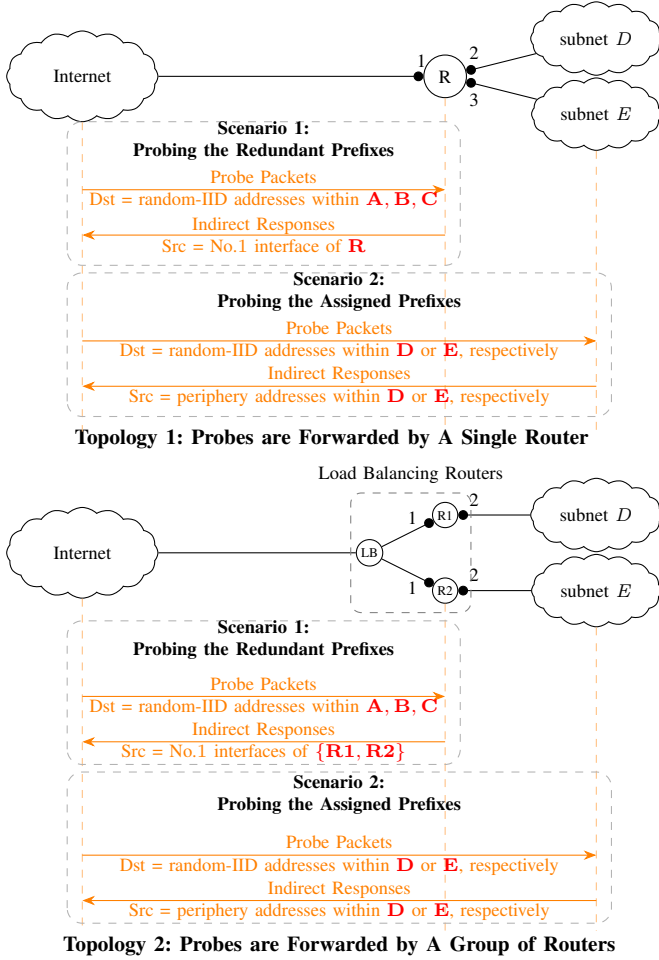 Internet
1
R
2
3
subnet D
subnet E
Scenario 1:
Probing the Redundant Prefixes
Probe Packets
Dst = random-IID addresses within A, B, C
Indirect Responses
Src = No.1 interface of R
Scenario 2:
Probing the Assigned Prefixes
Probe Packets
Dst = random-IID addresses within D or E, respectively
Indirect Responses
Src = periphery addresses within D or E, respectively
Topology 1: Probes are Forwarded by A Single Router
Load Balancing Routers
Internet
LB
1
R1
2
subnet D
1
R2
2
subnet E
Scenario 1:
Probing the Redundant Prefixes
Probe Packets
Dst = random-IID addresses within A, B, C
Indirect Responses
Src = No.1 interfaces of {R1, R2}
Scenario 2:
Probing the Assigned Prefixes
Probe Packets
Dst = random-IID addresses within D or E, respectively
Indirect Responses
Src = periphery addresses within D or E, respectively
Topology 2: Probes are Forwarded by A Group of Routers